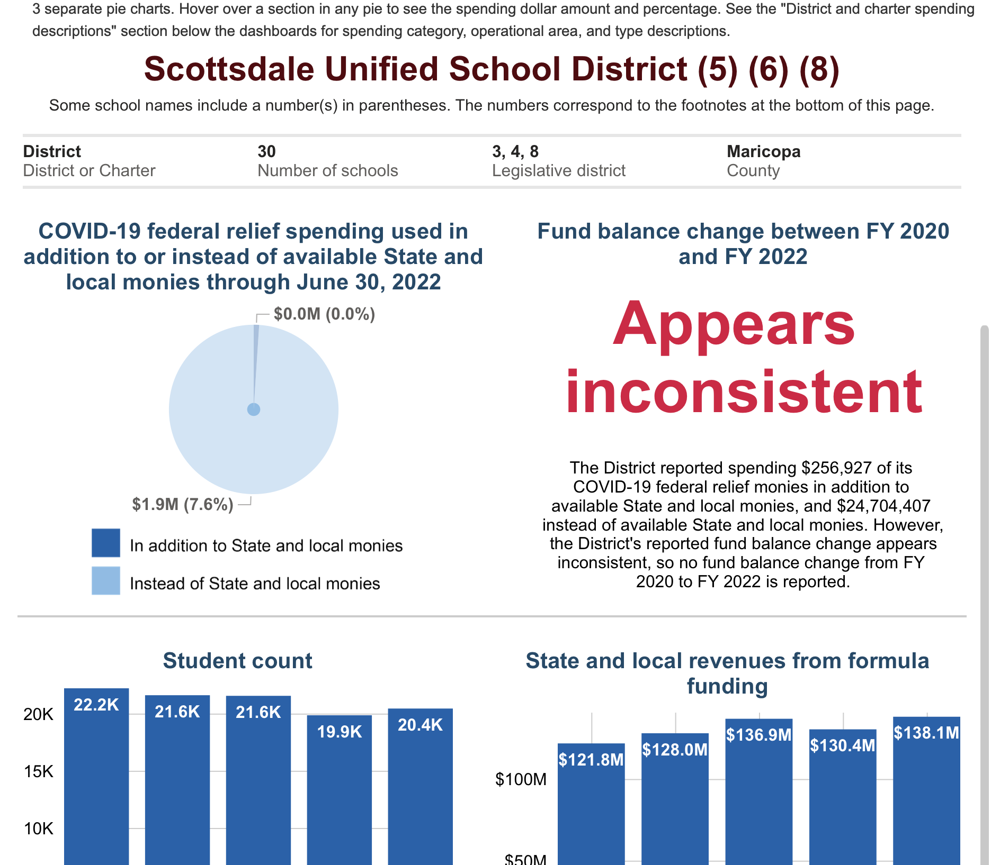 3 separate pie charts. Hover over a section in any pie to see the spending dollar amount and percentage. See the "District and charter spending
descriptions" section below the dashboards for spending category, operational area, and type descriptions.
Scottsdale Unified School District (5) (6) (8)
Some school names include a number(s) in parentheses. The numbers correspond to the footnotes at the bottom of this page.
District
District or Charter
30
Number of schools
3, 4, 8
Legislative district
Maricopa
County
COVID-19 federal relief spending used in
addition to or instead of available State and
local monies through June 30, 2022
$0.0M (0.0%)
$1.9M (7.6%)
In addition to State and local monies
Instead of State and local monies
Fund balance change between FY 2020
and FY 2022
Appears
inconsistent
The District reported spending $256,927 of its
COVID-19 federal relief monies in addition to
available State and local monies, and $24,704,407
instead of available State and local monies. However,
the District's reported fund balance change appears
inconsistent, so no fund balance change from FY
2020 to FY 2022 is reported.
Student count
20K
15K
10K
22.2K
21.6K
21.6K
19.9K
20.4K
State and local revenues from formula
funding
$100M
$50M
$121.8M
$128.0M
$136.9M
$130.4M
$138.1M